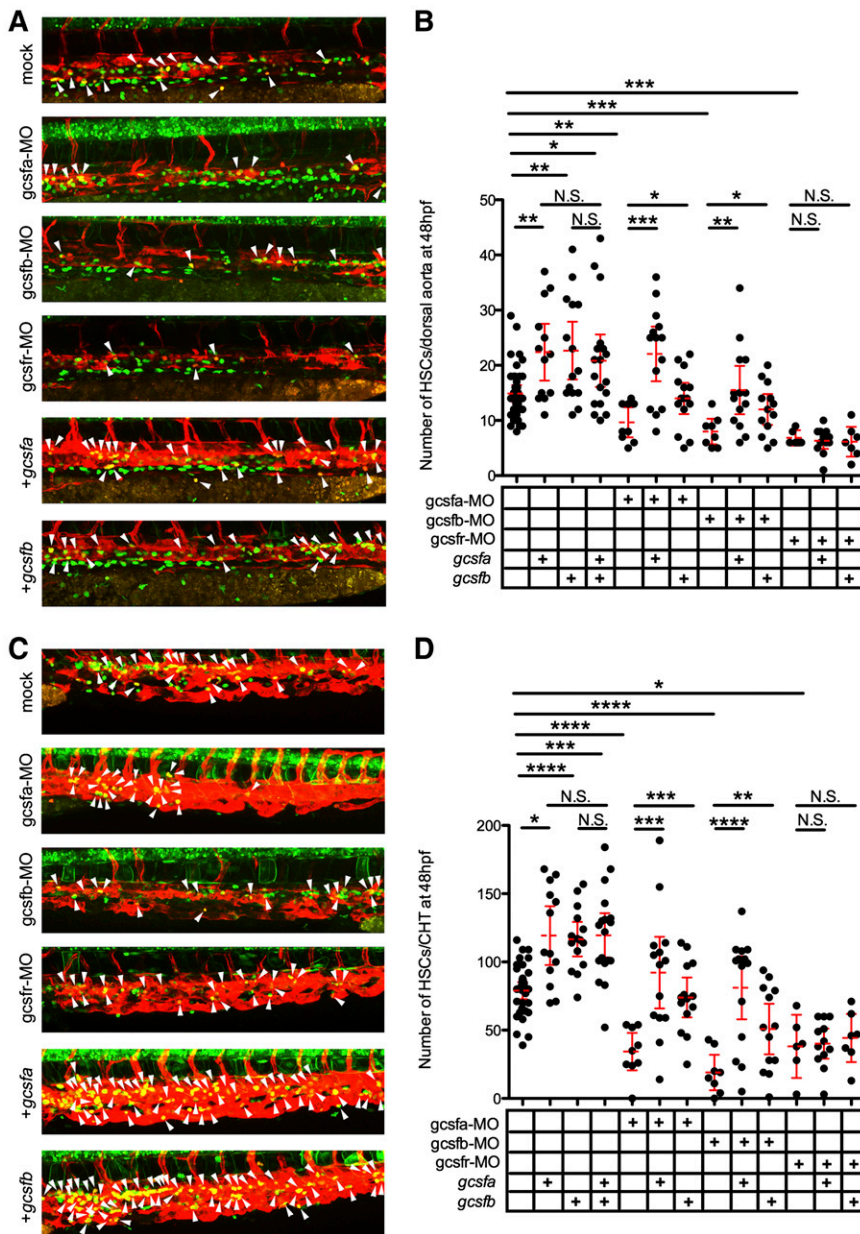 A
mock
gcsfa-MO
gcsfb-MO
gcsfr-MO
+gcsfa
+gcsfb
B
***
***
**
*
**
N.S.
*
*
N.S.
**
N.S.
***
**
N.S.
50
40
30
20
10
0
Number of HSCs/dorsal aorta at 48hpf
gcsfa-MO + + +
gcsfb-MO + + +
gcsfr-MO + + +
gcsfa + + + + +
gcsfb + + + + +
C
mock
gcsfa-MO
gcsfb-MO
gcsfr-MO
+gcsfa
+gcsfb
D
*
****
****
***
****
N.S.
***
**
N.S.
*
N.S.
***
****
N.S.
200
150
100
50
0
Number of HSCs/CHT at 48hpf
gcsfa-MO + + +
gcsfb-MO + + +
gcsfr-MO + + +
gcsfa + + + + +
gcsfb + + + + +